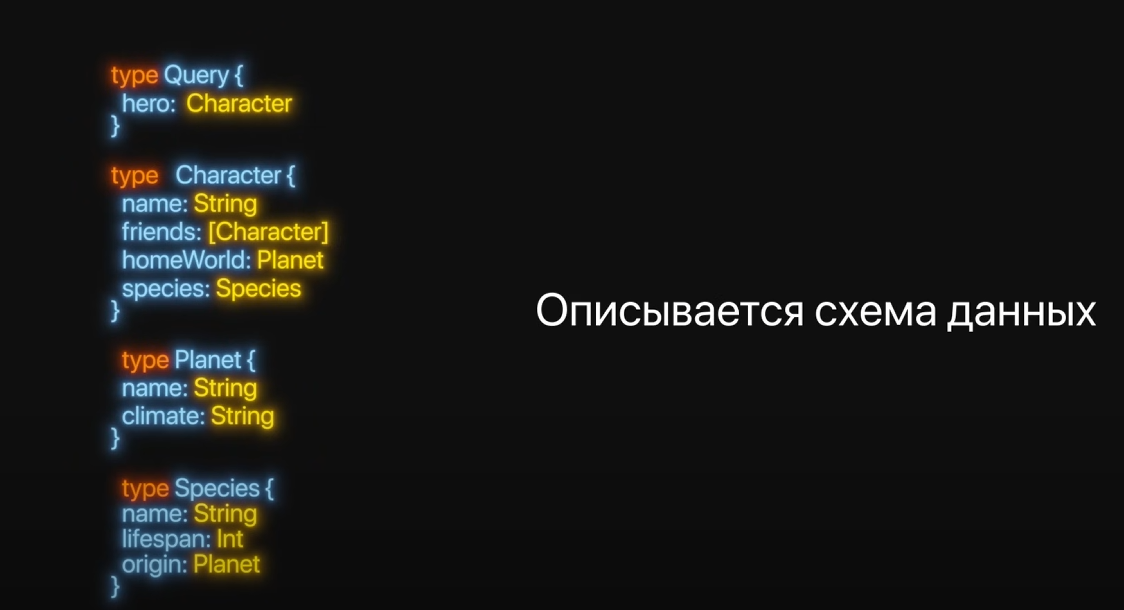 type Query {
hero: Character
}
type Character {
name: String
friends: [Character]
homeWorld: Planet
species: Species
}
type Planet {
name: String
climate: String
}
type Species {
name: String
lifespan: Int
origin: Planet
}
Описывается схема данных